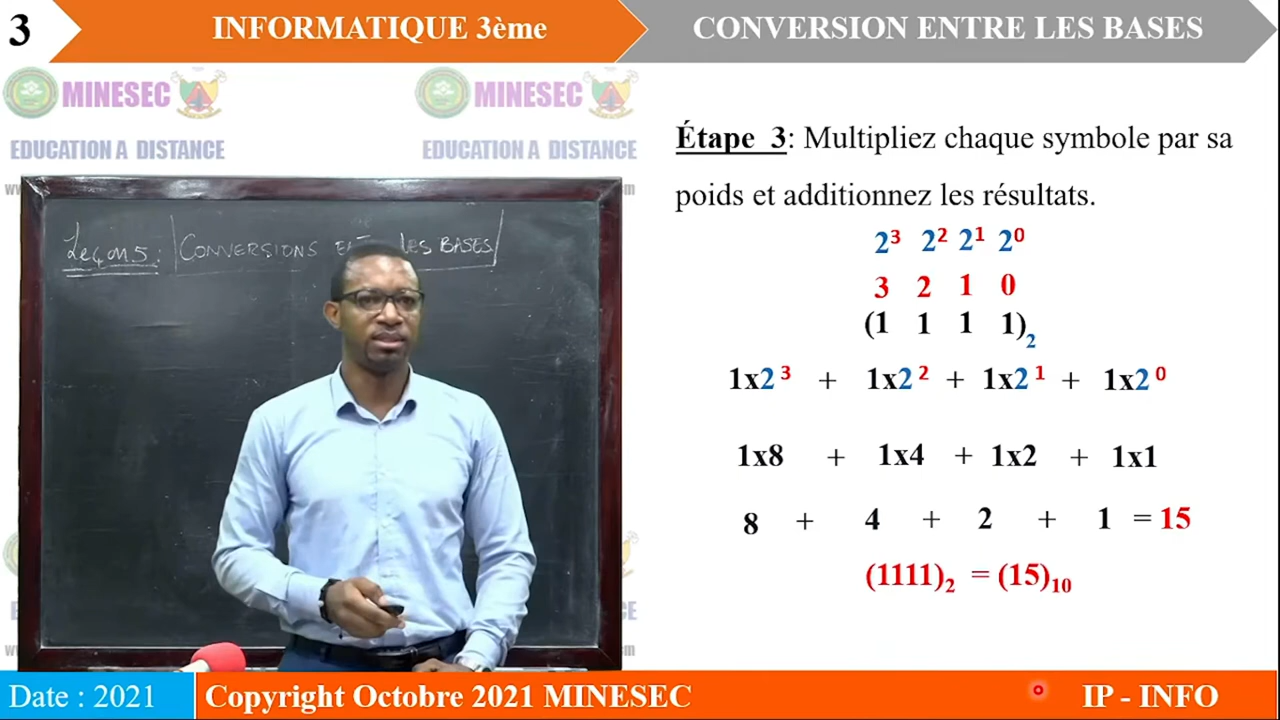 3
INFORMATIQUE 3ème
CONVERSION ENTRE LES BASES
MINESEC
MINESEC
EDUCATION A DISTANCE
EDUCATION A DISTANCE
Leçon 5: CONVERSIONS LES BASES
Étape 3: Multipliez chaque symbole par sa
poids et additionnez les résultats.
2³ 2² 2¹ 2⁰
3 2 1 0
(1 1 1 1)₂
1x2³ + 1x2² + 1x2¹ + 1x2⁰
1x8 + 1x4 + 1x2 + 1x1
8 + 4 + 2 + 1 = 15
(1111)₂ = (15)₁₀
Date : 2021
Copyright Octobre 2021 MINESEC
IP - INFO